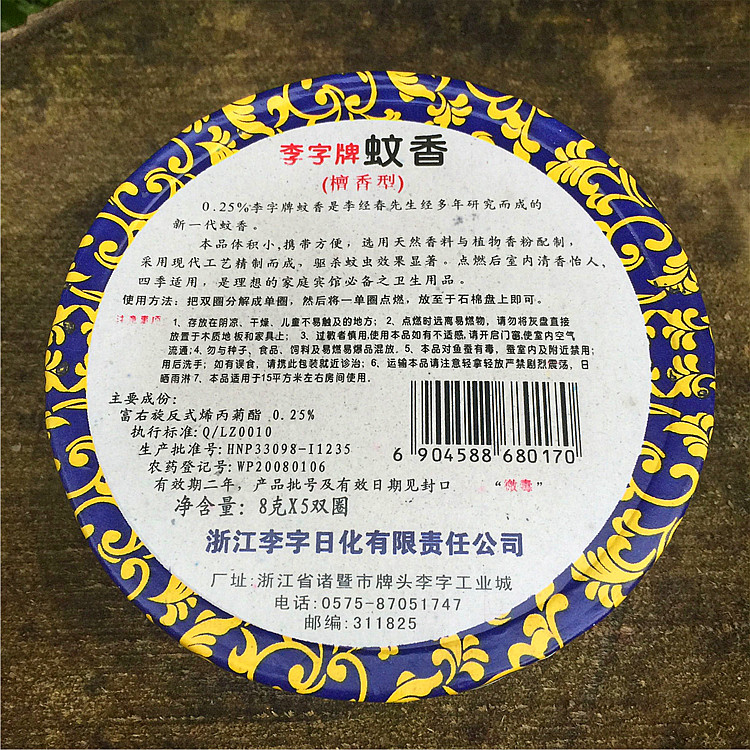 李字牌蚊香
(檀香型)
0.25%李字牌蚊香是李经春先生经多年研究而成的
新一代蚊香。
本品体积小,携带方便,选用天然香料与植物香粉配制,
采用现代工艺精制而成,驱杀蚊虫效果显著。点燃后室内清香怡人,
四季适用,是理想的家庭宾馆必备之卫生用品。
使用方法:把双圈分解成单圈,然后将一单圈点燃,放至于石棉盘上即可。
注意事项:1、存放在阴凉、干燥、儿童不易触及的地方;2、点燃时远离易燃物,请勿将灰盘直接
放置于木质地板和家具上;3、过敏者慎用,使用本品如有不适感,请开启门窗,使室内空气
流通;4、勿与种子、食品、饲料及易燃易爆品混放。5、本品对鱼蚕有毒,蚕室内及附近禁用;
用后洗手;如有误食,请携此包装就近诊治;6、运输本品请注意轻拿轻放严禁剧烈震荡,日
晒雨淋 7、本品适用于15平方米左右房间使用。
主要成份:
富右旋反式烯丙菊酯 0.25%
执行标准:Q/LZ0010
生产批准号:HNP33098-I1235
农药登记号:WP20080106
有效期二年,产品批号及有效日期见封口 “微毒”
净含量:8克X5双圈
6 904588 680170
浙江李字日化有限责任公司
厂址:浙江省诸暨市牌头李字工业城
电话:0575-87051747
邮编:311825